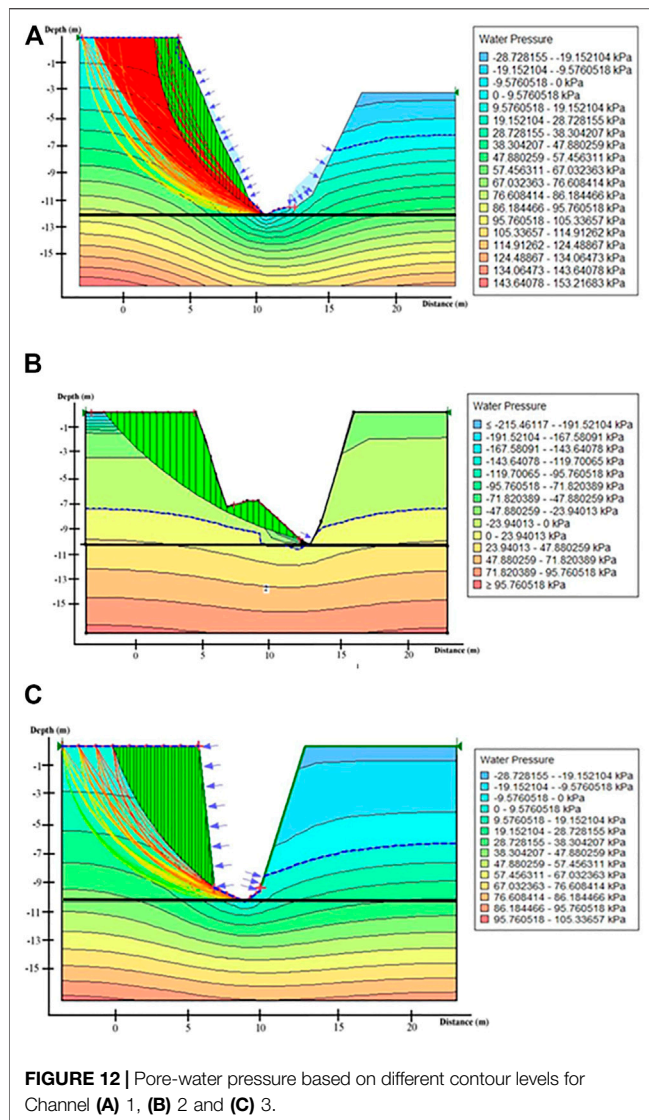 A
Depth (m)
-1
-3
-5
-7
-9
-11
-13
-15
0
5
10
15
20
Distance (m)
Water Pressure
-28.728155 - -19.152104 kPa
-19.152104 - -9.5760518 kPa
-9.5760518 - 0 kPa
0 - 9.5760518 kPa
9.5760518 - 19.152104 kPa
19.152104 - 28.728155 kPa
28.728155 - 38.304207 kPa
38.304207 - 47.880259 kPa
47.880259 - 57.456311 kPa
57.456311 - 67.032363 kPa
67.032363 - 76.608414 kPa
76.608414 - 86.184466 kPa
86.184466 - 95.760518 kPa
95.760518 - 105.33657 kPa
105.33657 - 114.91262 kPa
114.91262 - 124.48867 kPa
124.48867 - 134.06473 kPa
134.06473 - 143.64078 kPa
143.64078 - 153.21683 kPa
B
Depth (m)
-1
-3
-5
-7
-9
-11
-13
-15
0
5
10
15
20
Distance (m)
Water Pressure
≤ -215.46117 - -191.52104 kPa
-191.52104 - -167.58091 kPa
-167.58091 - -143.64078 kPa
-143.64078 - -119.70065 kPa
-119.70065 - -95.760518 kPa
-95.760518 - -71.820389 kPa
-71.820389 - -47.880259 kPa
-47.880259 - -23.94013 kPa
-23.94013 - 0 kPa
0 - 23.94013 kPa
23.94013 - 47.880259 kPa
47.880259 - 71.820389 kPa
71.820389 - 95.760518 kPa
≥ 95.760518 kPa
C
Depth (m)
-1
-3
-5
-7
-9
-11
-13
-15
0
5
10
15
20
Distance (m)
Water Pressure
-28.728155 - -19.152104 kPa
-19.152104 - -9.5760518 kPa
-9.5760518 - 0 kPa
0 - 9.5760518 kPa
9.5760518 - 19.152104 kPa
19.152104 - 28.728155 kPa
28.728155 - 38.304207 kPa
38.304207 - 47.880259 kPa
47.880259 - 57.456311 kPa
57.456311 - 67.032363 kPa
67.032363 - 76.608414 kPa
76.608414 - 86.184466 kPa
86.184466 - 95.760518 kPa
95.760518 - 105.33657 kPa
FIGURE 12 | Pore-water pressure based on different contour levels for
Channel (A) 1, (B) 2 and (C) 3.